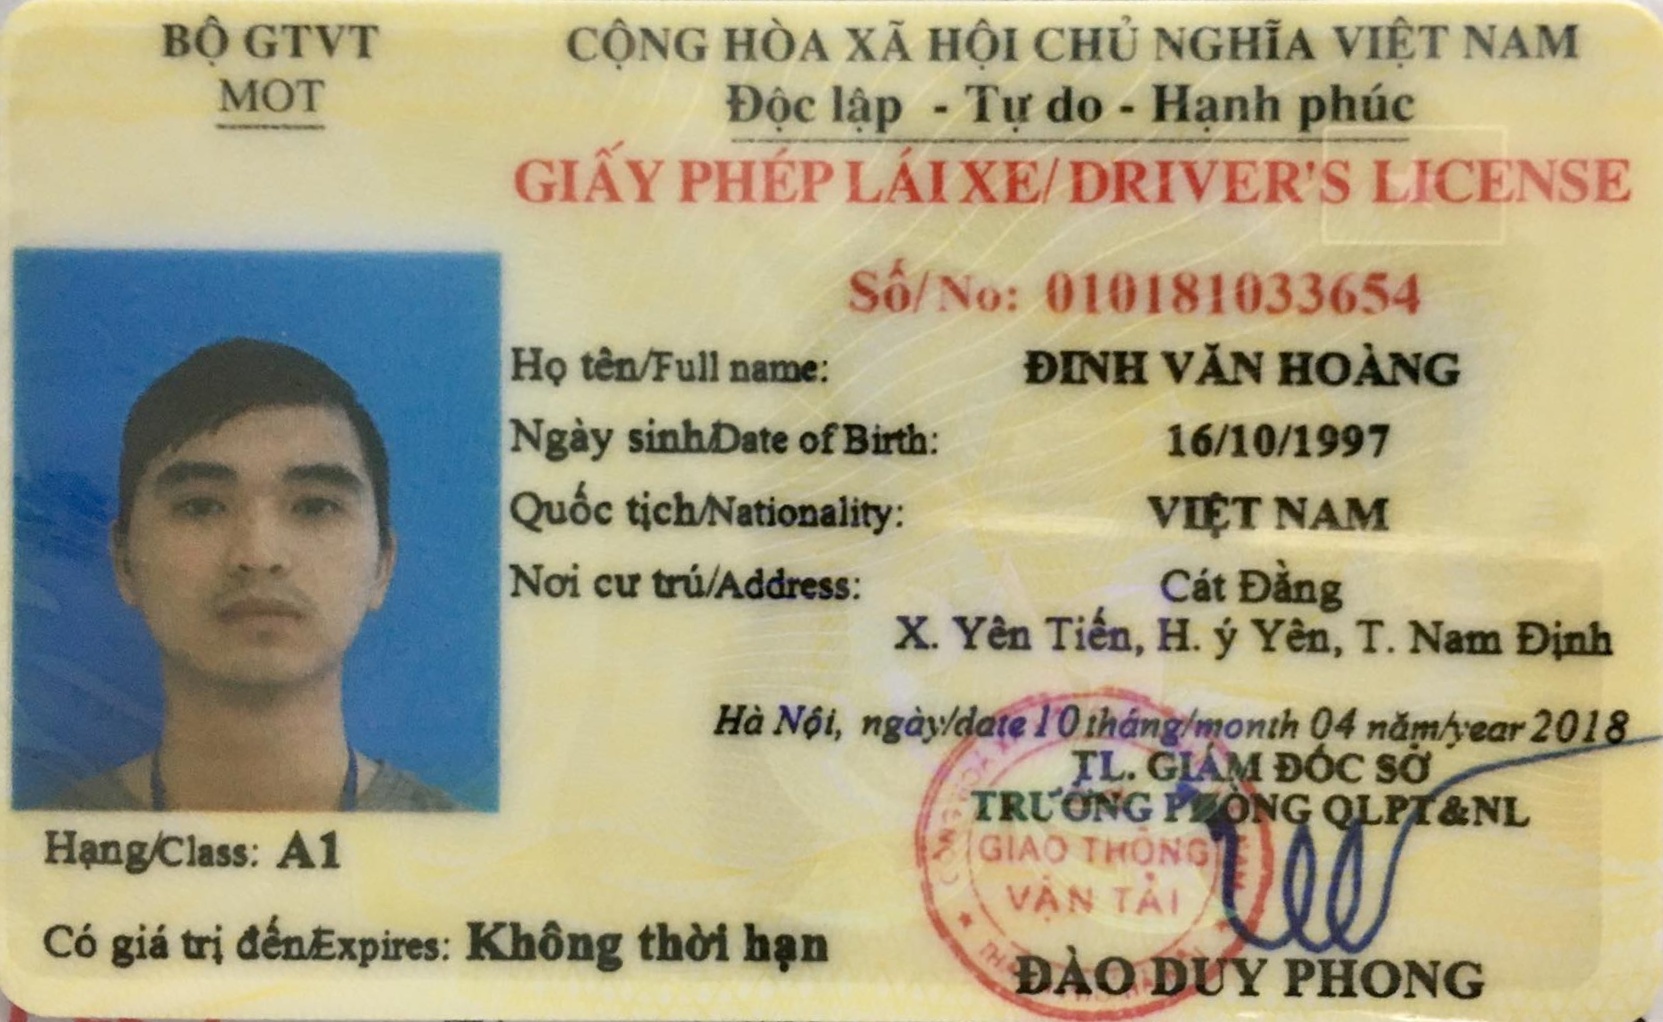 BỘ GTVT
MOT
CỘNG HÒA XÃ HỘI CHỦ NGHĨA VIỆT NAM
Độc lập - Tự do - Hạnh phúc
GIẤY PHÉP LÁI XE/ DRIVER'S LICENSE
Số/ No: 010181033654
Họ tên/Full name: ĐINH VĂN HOÀNG
Ngày sinh/Date of Birth: 16/10/1997
Quốc tịch/Nationality: VIỆT NAM
Nơi cư trú/Address: Cát Đằng
X. Yên Tiến, H. ý Yên, T. Nam Định
Hà Nội, ngày/date 10 tháng/month 04 năm/year 2018
TL. GIÁM ĐỐC SỞ
TRƯỞNG PHÒNG QLPT&NL
GIAO THÔNG
VẬN TẢI
ĐÀO DUY PHONG
Hạng/Class: A1
Có giá trị đến/Expires: Không thời hạn